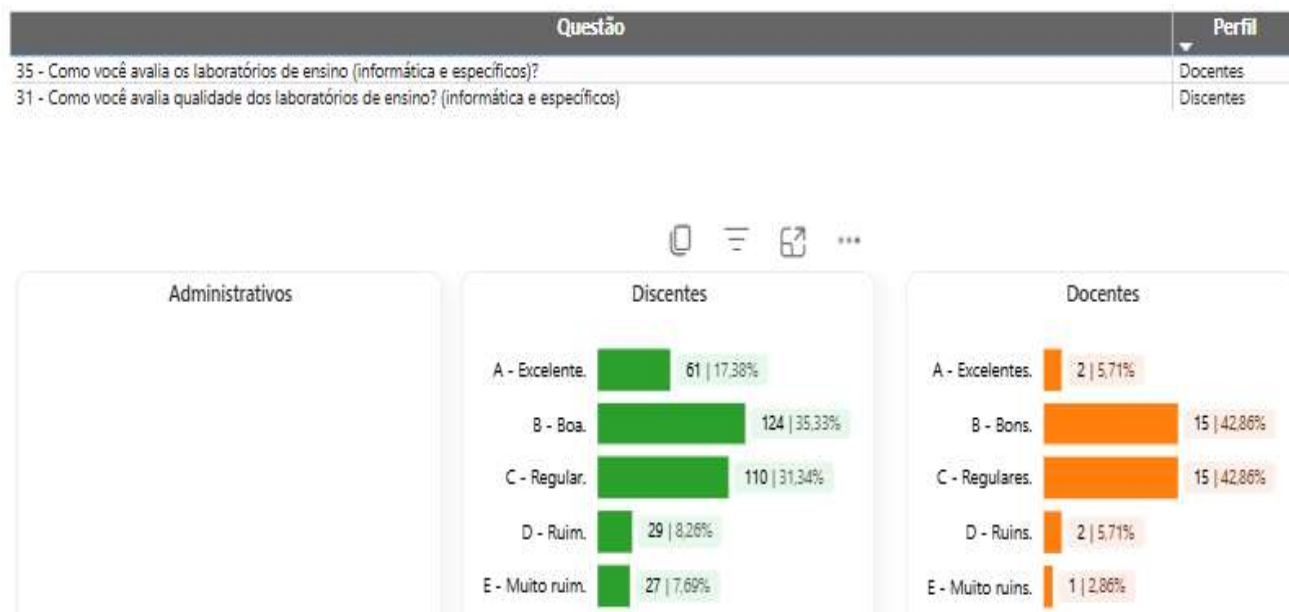 Questão Perfil
35 - Como você avalia os laboratórios de ensino (informática e específicos)? Docentes
31 - Como você avalia qualidade dos laboratórios de ensino? (informática e específicos) Discentes
Administrativos
Discentes
A - Excelente. 61 | 17,38%
B - Boa. 124 | 35,33%
C - Regular. 110 | 31,34%
D - Ruim. 29 | 8,26%
E - Muito ruim. 27 | 7,69%
Docentes
A - Excelentes. 2 | 5,71%
B - Bons. 15 | 42,86%
C - Regulares. 15 | 42,86%
D - Ruins. 2 | 5,71%
E - Muito ruins. 1 | 2,86%